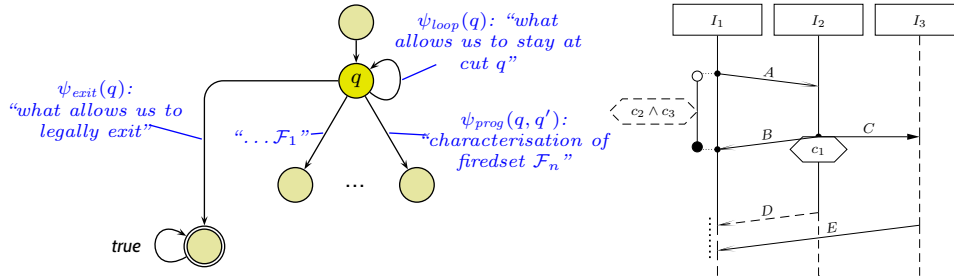 ψ_loop(q): “what
allows us to stay at
cut q”
ψ_exit(q):
“what allows us to
legally exit”
q
“...F_1”
ψ_prog(q, q′):
“characterisation of
firedset F_n”
...
true
I_1
I_2
I_3
A
c_2 ∧ c_3
B
C
c_1
D
E